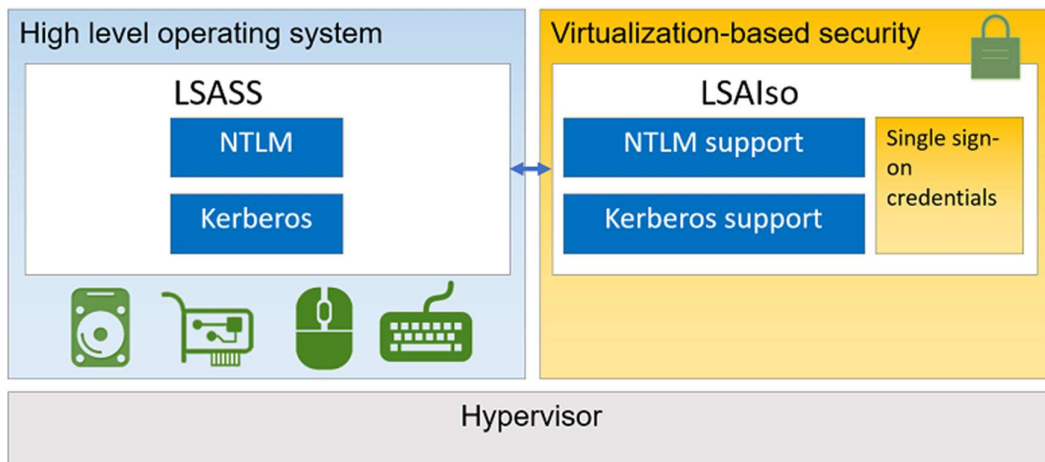 High level operating system
LSASS
NTLM
Kerberos
Virtualization-based security
LSAIso
NTLM support
Kerberos support
Single sign-
on
credentials
Hypervisor